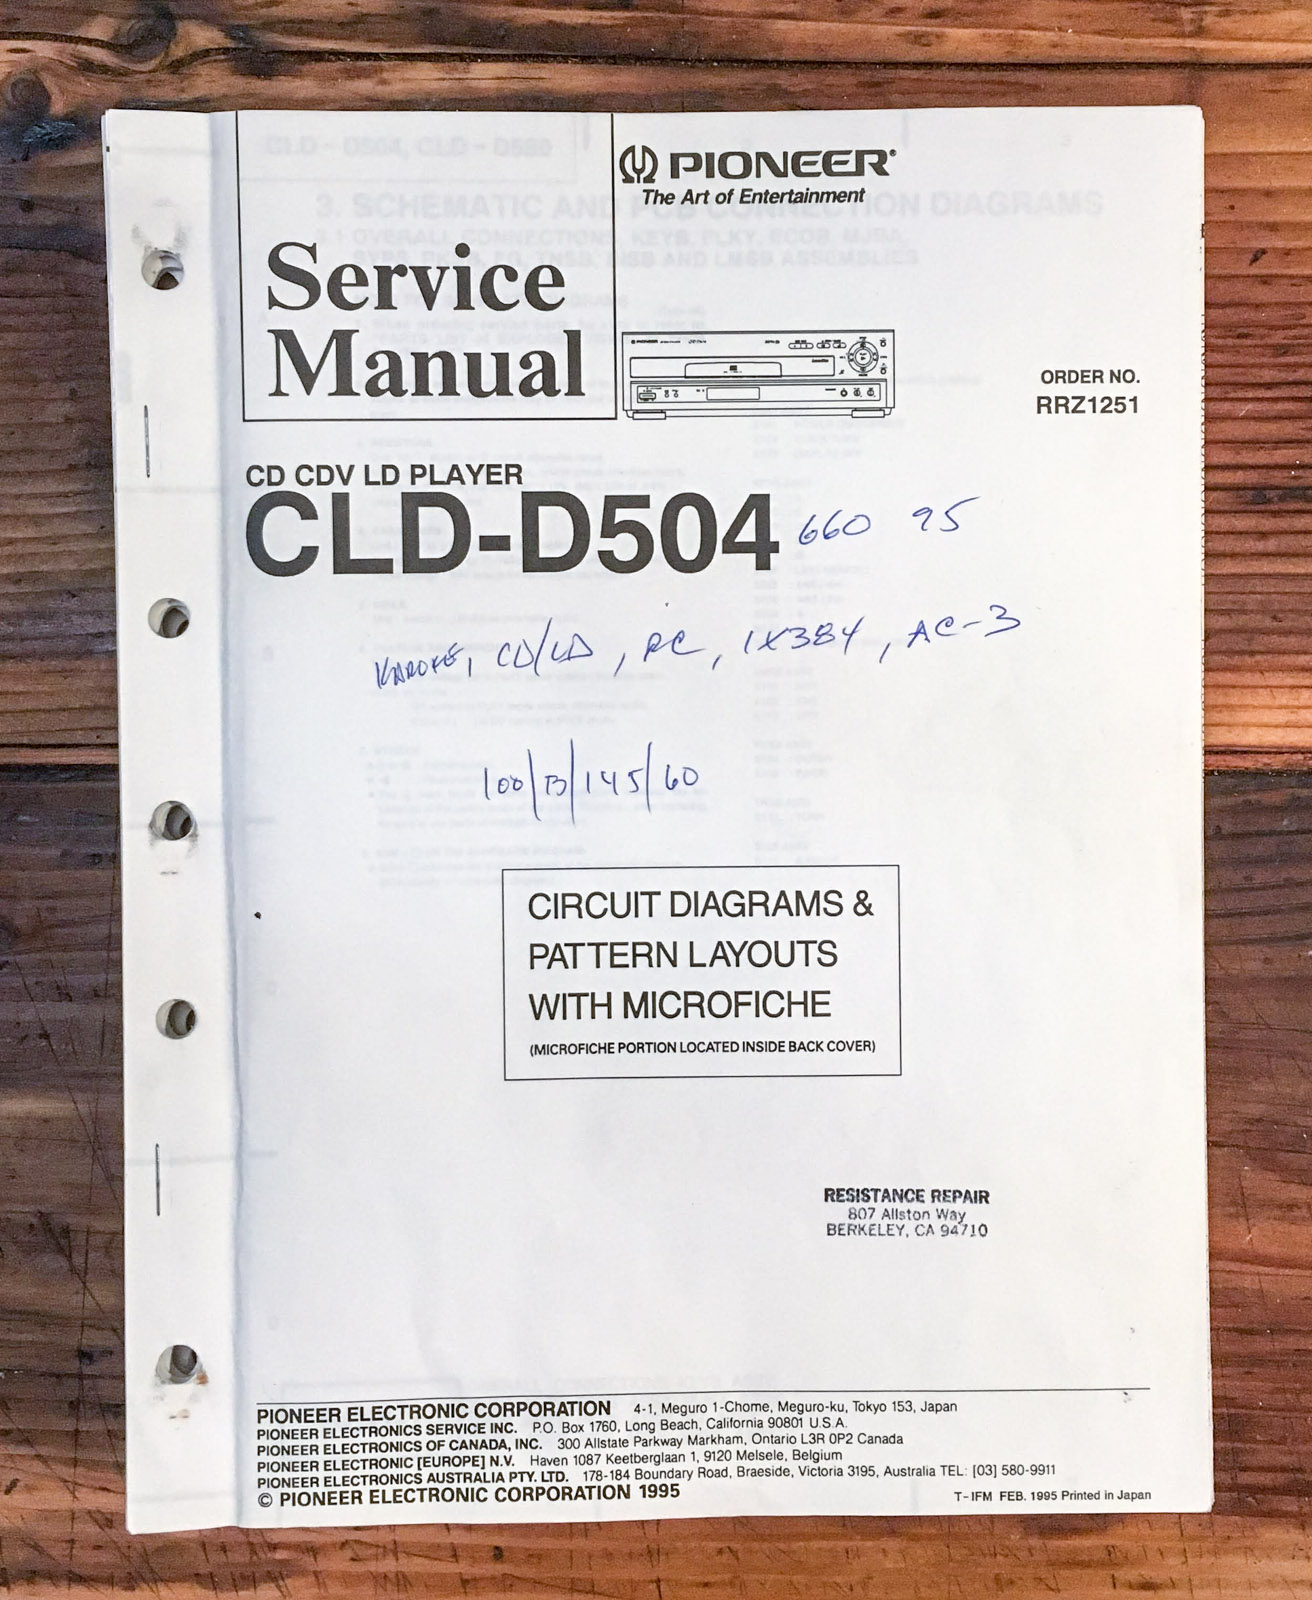 PIONEER®
The Art of Entertainment
Service
Manual
ORDER NO.
RRZ1251
CD CDV LD PLAYER
CLD-D504 660 95
KAROKE, CD/LD, RC, 1X384, AC-3
100/B/145/60
CIRCUIT DIAGRAMS &
PATTERN LAYOUTS
WITH MICROFICHE
(MICROFICHE PORTION LOCATED INSIDE BACK COVER)
RESISTANCE REPAIR
807 Allston Way
BERKELEY, CA 94710
PIONEER ELECTRONIC CORPORATION 4-1, Meguro 1-Chome, Meguro-ku, Tokyo 153, Japan
PIONEER ELECTRONICS SERVICE INC. P.O. Box 1760, Long Beach, California 90801 U.S.A.
PIONEER ELECTRONICS OF CANADA, INC. 300 Allstate Parkway Markham, Ontario L3R 0P2 Canada
PIONEER ELECTRONIC [EUROPE] N.V. Haven 1087 Keetberglaan 1, 9120 Melsele, Belgium
PIONEER ELECTRONICS AUSTRALIA PTY. LTD. 178-184 Boundary Road, Braeside, Victoria 3195, Australia TEL: [03] 580-9911
© PIONEER ELECTRONIC CORPORATION 1995
T-IFM FEB. 1995 Printed in Japan